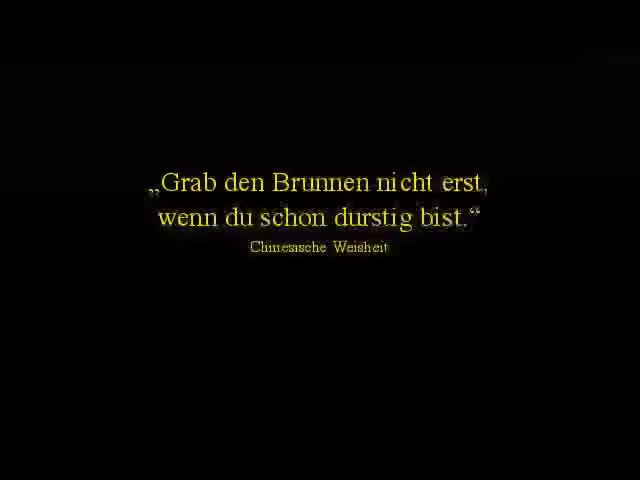 „Grab den Brunnen nicht erst,
wenn du schon durstig bist.“
Chinesische Weisheit